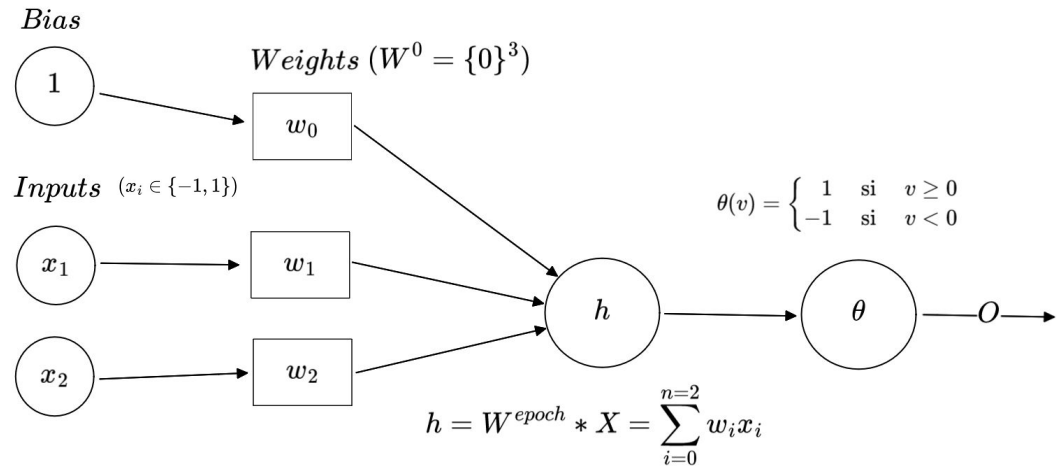 Bias
1
Weights (W^0 = {0}^3)
w_0
Inputs (x_i ∈ {-1, 1})
θ(v) = { 1 si v ≥ 0
-1 si v < 0
x_1
w_1
h
θ
O
x_2
w_2
h = W^{epoch} * X = \sum_{i=0}^{n=2} w_i x_i